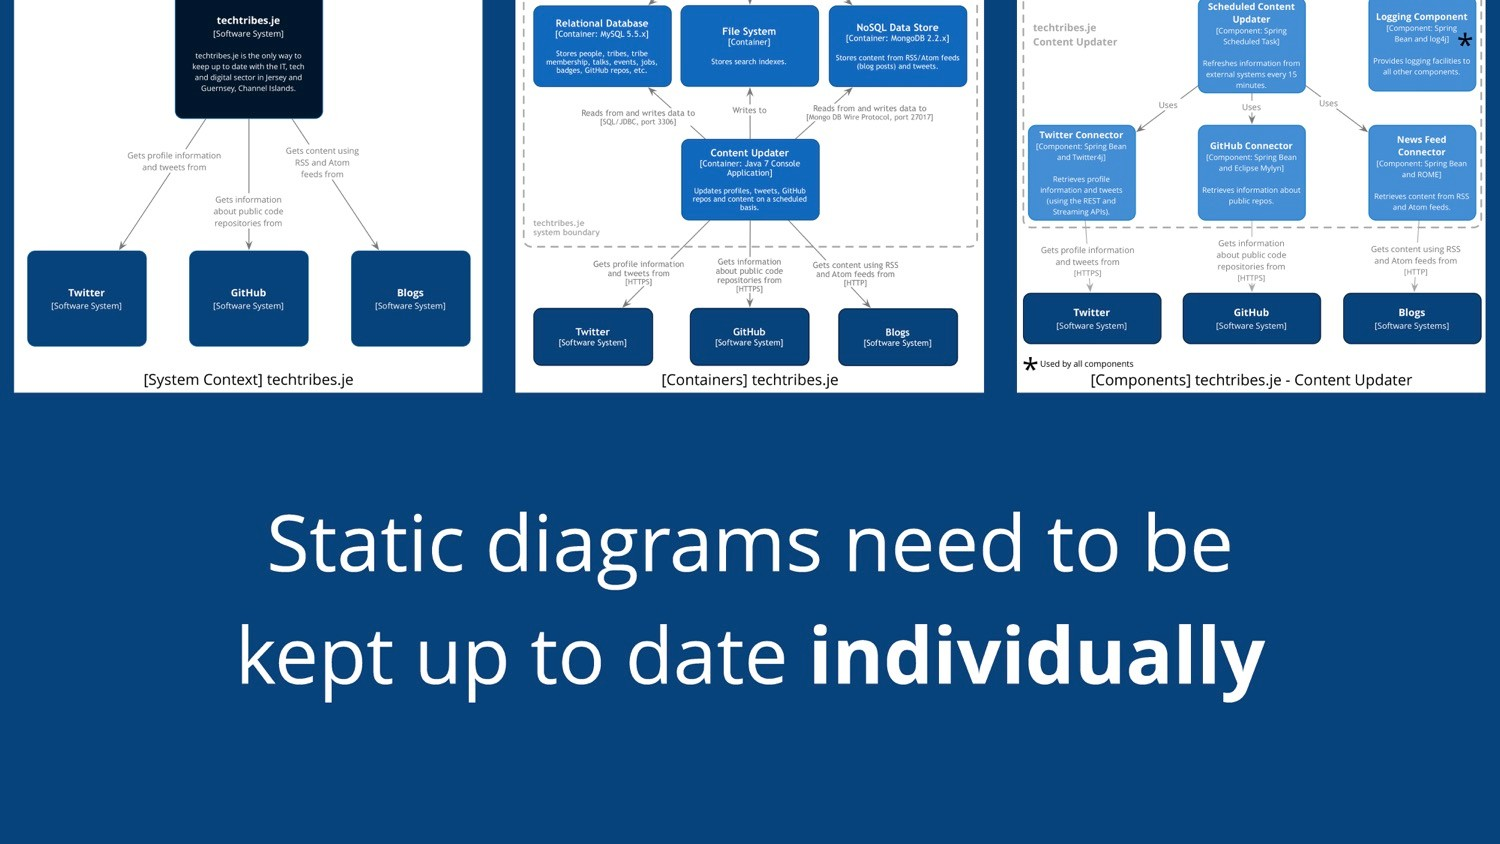 techtribes.je
[Software System]
techtribes.je is the only way to
keep up to date with the IT, tech
and digital sector in Jersey and
Guernsey, Channel Islands.
Gets profile information
and tweets from
Gets information
about public code
repositories from
Gets content using
RSS and Atom
feeds from
Twitter
[Software System]
GitHub
[Software System]
Blogs
[Software System]
[System Context] techtribes.je
Relational Database
[Container: MySQL 5.5.x]
Stores people, tribes, tribe
membership, talks, events, jobs,
badges, GitHub repos, etc.
File System
[Container]
Stores search indexes.
NoSQL Data Store
[Container: MongoDB 2.2.x]
Stores content from RSS/Atom feeds
(blog posts) and tweets.
Reads from and writes data to
[SQL/JDBC, port 3306]
Writes to
Reads from and writes data to
[Mongo DB Wire Protocol, port 27017]
Content Updater
[Container: Java 7 Console
Application]
Updates profiles, tweets, GitHub
repos and content on a scheduled
basis.
techtribes.je
system boundary
Gets profile information
and tweets from
[HTTPS]
Gets information
about public code
repositories from
[HTTPS]
Gets content using RSS
and Atom feeds from
[HTTP]
Twitter
[Software System]
GitHub
[Software System]
Blogs
[Software System]
[Containers] techtribes.je
techtribes.je
Content Updater
Scheduled Content
Updater
[Component: Spring
Scheduled Task]
Refreshes information from
external systems every 15
minutes.
Logging Component
[Component: Spring
Bean and log4j]
*
Provides logging facilities to
all other components.
Uses
Uses
Uses
Twitter Connector
[Component: Spring Bean
and Twitter4j]
Retrieves profile
information and tweets
(using the REST and
Streaming APIs).
GitHub Connector
[Component: Spring Bean
and Eclipse Mylyn]
Retrieves information about
public repos.
News Feed
Connector
[Component: Spring Bean
and ROME]
Retrieves content from RSS
and Atom feeds.
Gets profile information
and tweets from
[HTTPS]
Gets information
about public code
repositories from
[HTTPS]
Gets content using RSS
and Atom feeds from
[HTTP]
Twitter
[Software System]
GitHub
[Software System]
Blogs
[Software Systems]
* Used by all components
[Components] techtribes.je - Content Updater
Static diagrams need to be
kept up to date individually